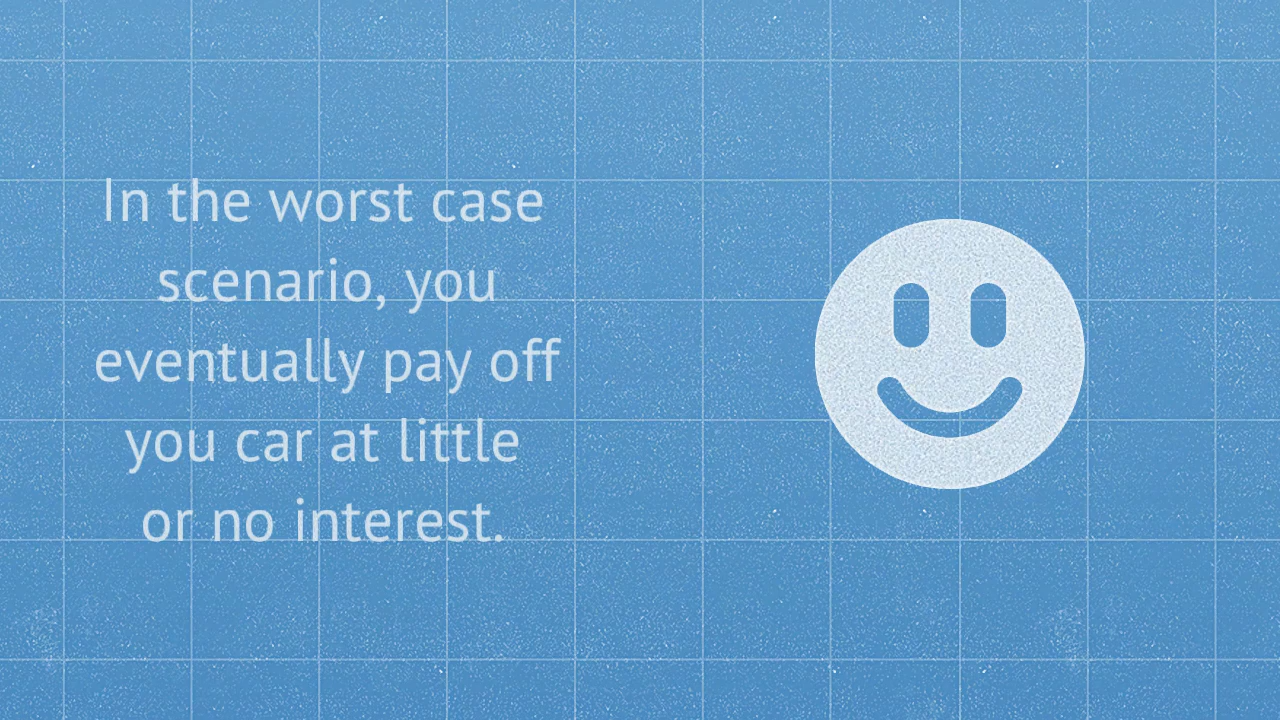 In the worst case
scenario, you
eventually pay off
you car at little
or no interest.